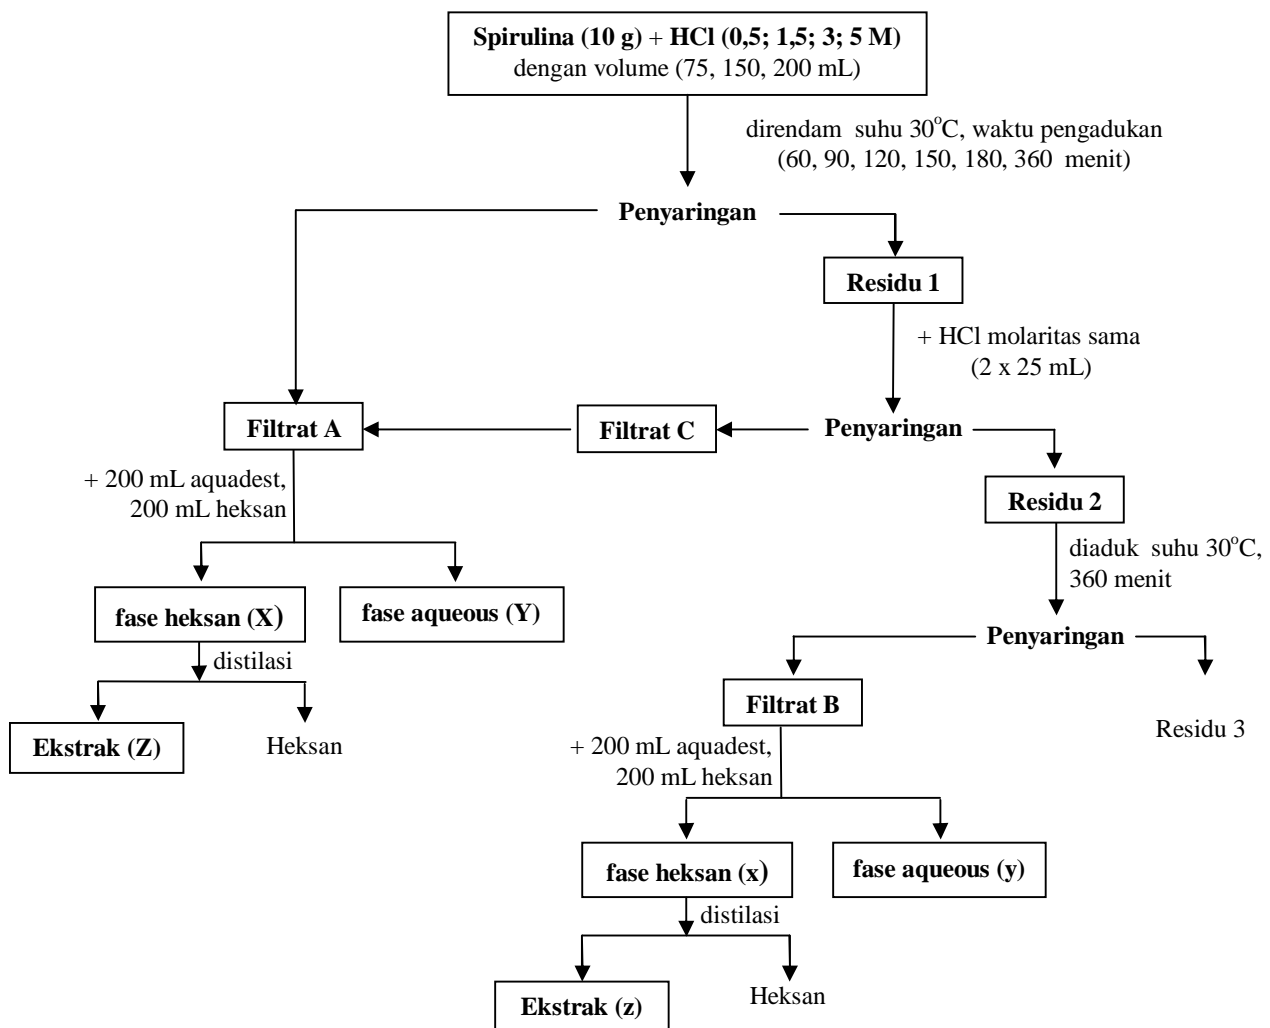 Spirulina (10 g) + HCl (0,5; 1,5; 3; 5 M)
dengan volume (75, 150, 200 mL)
direndam suhu 30°C, waktu pengadukan
(60, 90, 120, 150, 180, 360 menit)
Penyaringan
Residu 1
+ HCl molaritas sama
(2 x 25 mL)
Filtrat A
Filtrat C
Penyaringan
+ 200 mL aquadest,
200 mL heksan
Residu 2
diaduk suhu 30°C,
360 menit
fase heksan (X)
fase aqueous (Y)
Penyaringan
distilasi
Filtrat B
Residu 3
Ekstrak (Z)
Heksan
+ 200 mL aquadest,
200 mL heksan
fase heksan (x)
fase aqueous (y)
distilasi
Ekstrak (z)
Heksan